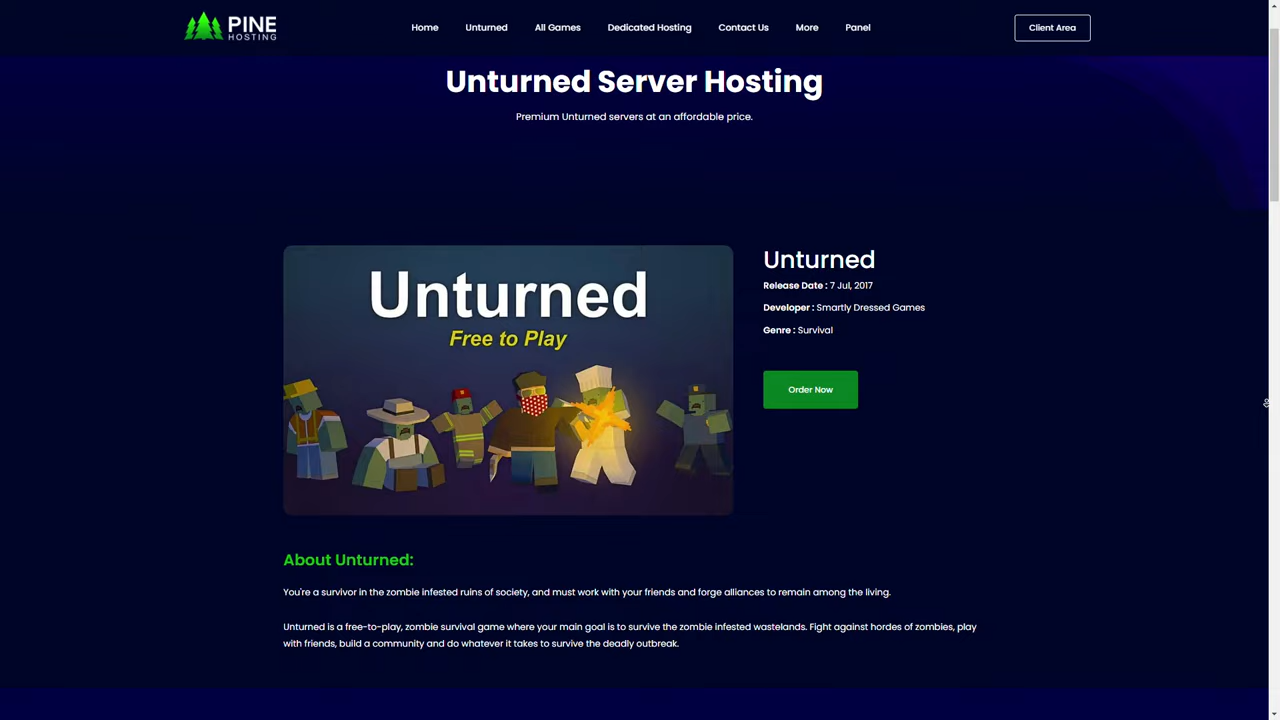 PINE
HOSTING
Home
Unturned
All Games
Dedicated Hosting
Contact Us
More
Panel
Client Area
Unturned Server Hosting
Premium Unturned servers at an affordable price.
Unturned
Free to Play
Unturned
Release Date : 7 Jul, 2017
Developer : Smartly Dressed Games
Genre : Survival
Order Now
About Unturned:
You're a survivor in the zombie infested ruins of society, and must work with your friends and forge alliances to remain among the living.
Unturned is a free-to-play, zombie survival game where your main goal is to survive the zombie infested wastelands. Fight against hordes of zombies, play
with friends, build a community and do whatever it takes to survive the deadly outbreak.